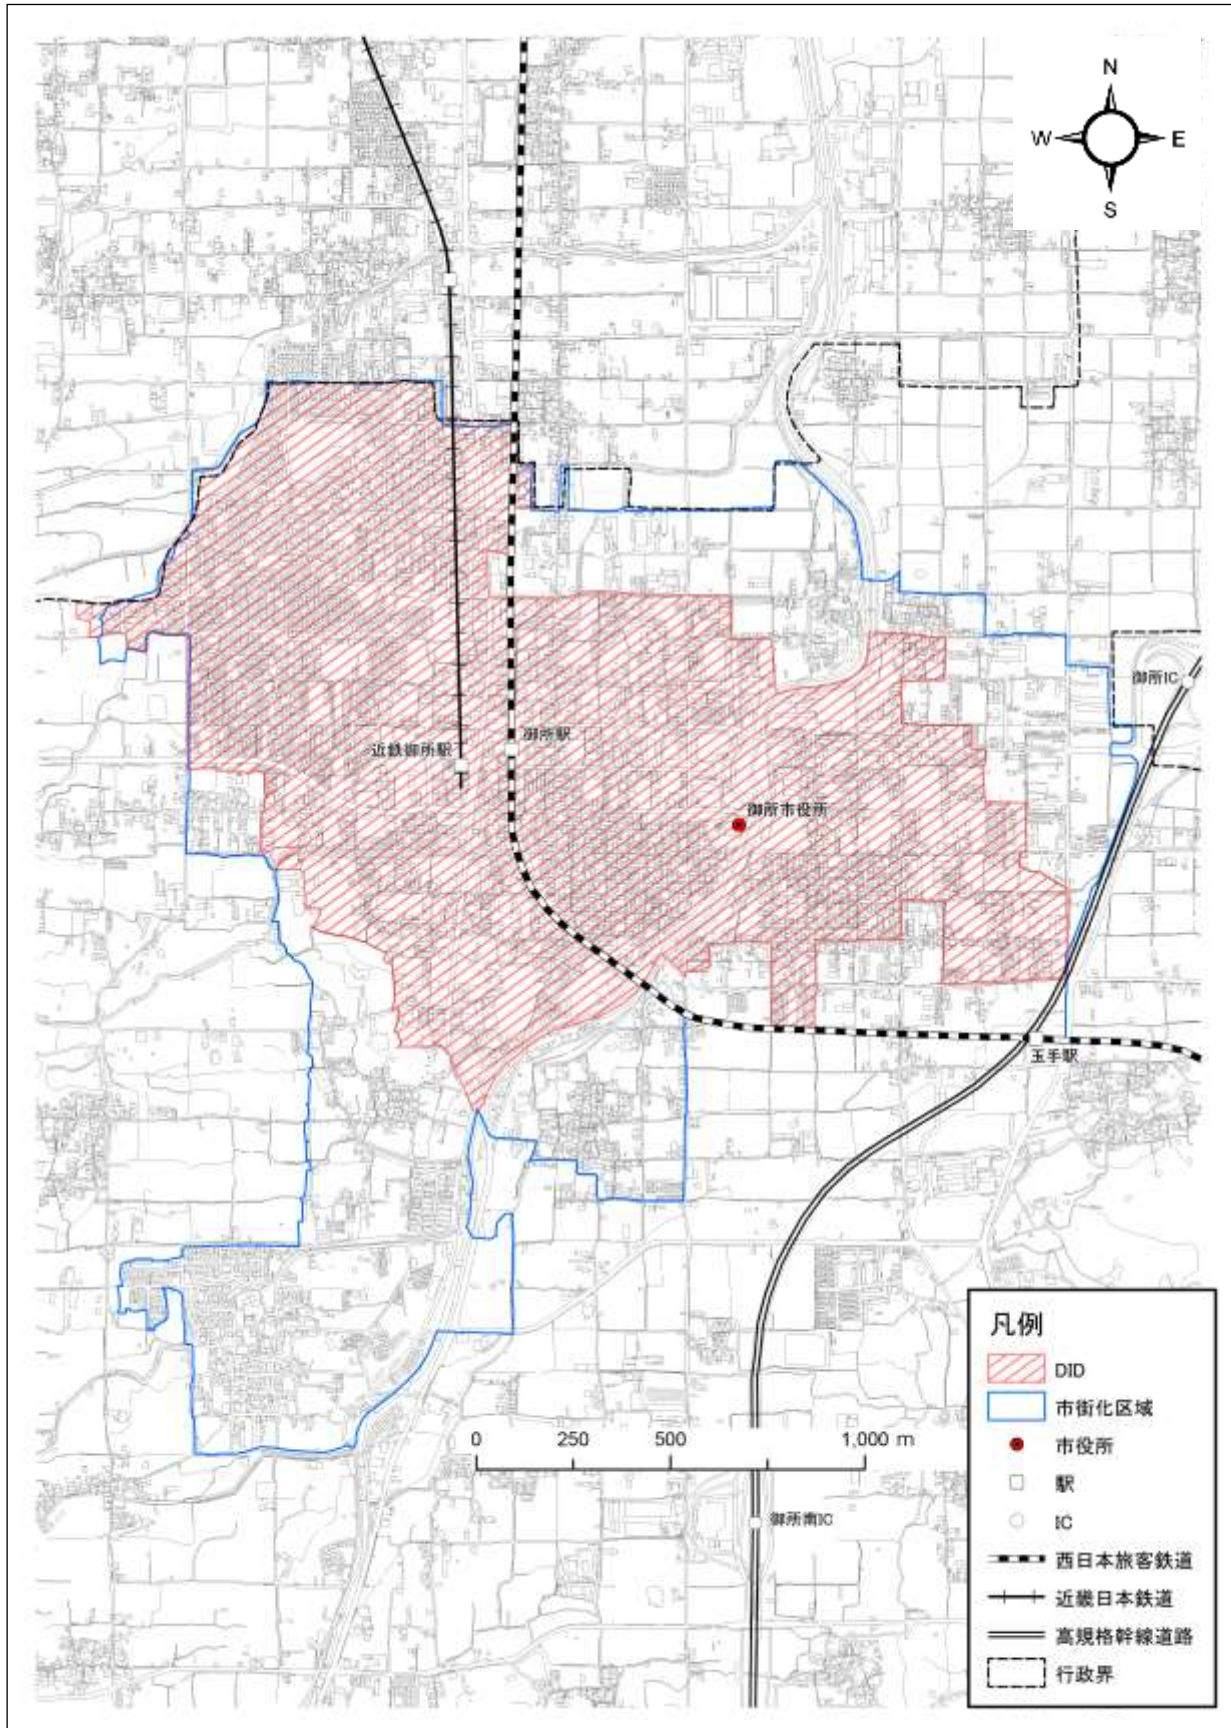 N
W E
S
御所IC
御所駅
近鉄御所駅
御所市役所
玉手駅
凡例
DID
市街化区域
0 250 500 1,000 m
市役所
駅
御所南IC
IC
西日本旅客鉄道
近畿日本鉄道
高規格幹線道路
行政界